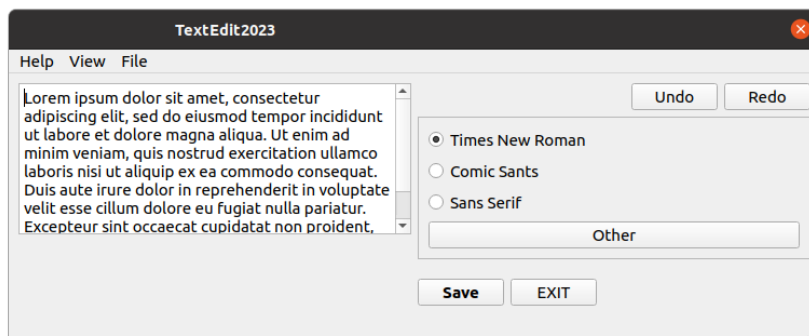 TextEdit2023
Help View File
Lorem ipsum dolor sit amet, consectetur
adipiscing elit, sed do eiusmod tempor incididunt
ut labore et dolore magna aliqua. Ut enim ad
minim veniam, quis nostrud exercitation ullamco
laboris nisi ut aliquip ex ea commodo consequat.
Duis aute irure dolor in reprehenderit in voluptate
velit esse cillum dolore eu fugiat nulla pariatur.
Excepteur sint occaecat cupidatat non proident,
Undo Redo
Times New Roman
Comic Sants
Sans Serif
Other
Save EXIT